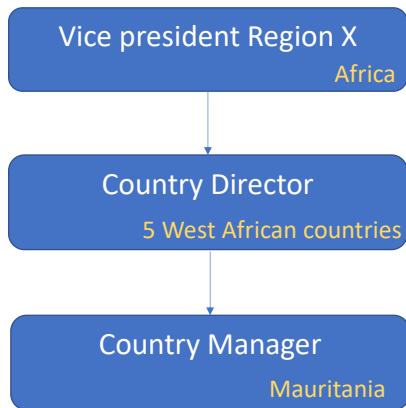 Vice president Region X
Africa
Country Director
5 West African countries
Country Manager
Mauritania